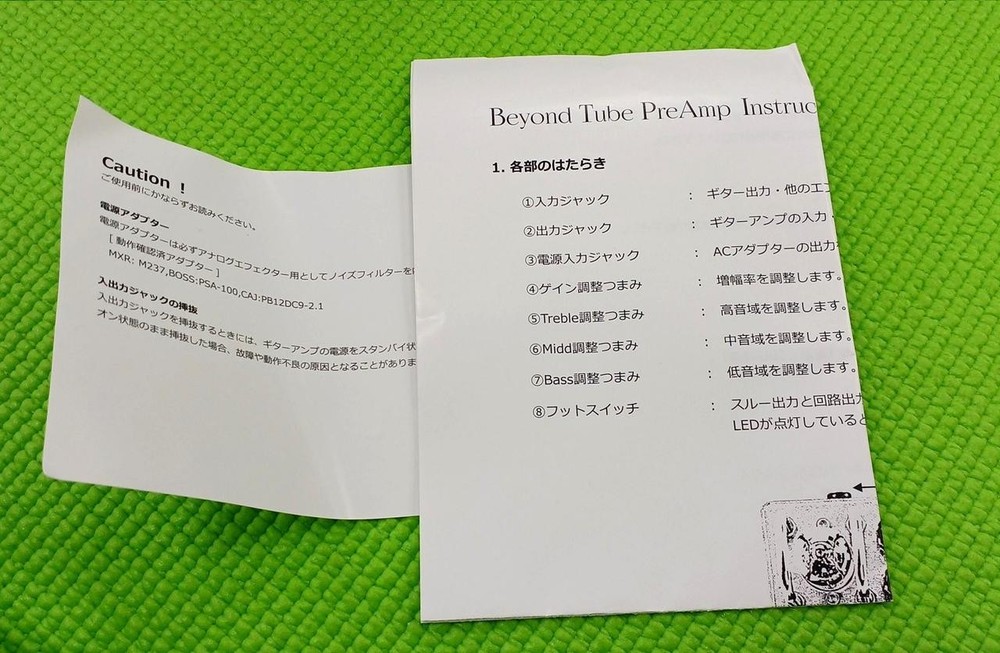 Caution !
ご使用前にかならずお読みください。
電源アダプター
電源アダプターは必ずアナログエフェクター用としてノイズフィルターを
[ 動作確認済アダプター ]
MXR: M237,BOSS:PSA-100,CAJ:PB12DC9-2.1
入出力ジャックの挿抜
入出力ジャックを挿抜するときには、ギターアンプの電源をスタンバイ状
オン状態のまま挿抜した場合、故障や動作不良の原因となることがありま
Beyond Tube PreAmp Instruc
1. 各部のはたらき
①入力ジャック : ギター出力・他のエ
②出力ジャック : ギターアンプの入力・
③電源入力ジャック : ACアダプターの出力
④ゲイン調整つまみ : 増幅率を調整します。
⑤Treble調整つまみ : 高音域を調整します。
⑥Midd調整つまみ : 中音域を調整します。
⑦Bass調整つまみ : 低音域を調整します。
⑧フットスイッチ : スルー出力と回路出力
LEDが点灯していると